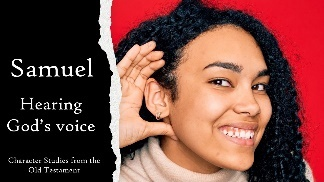 Samuel
Hearing
God's voice
Character Studies from the
Old Testament